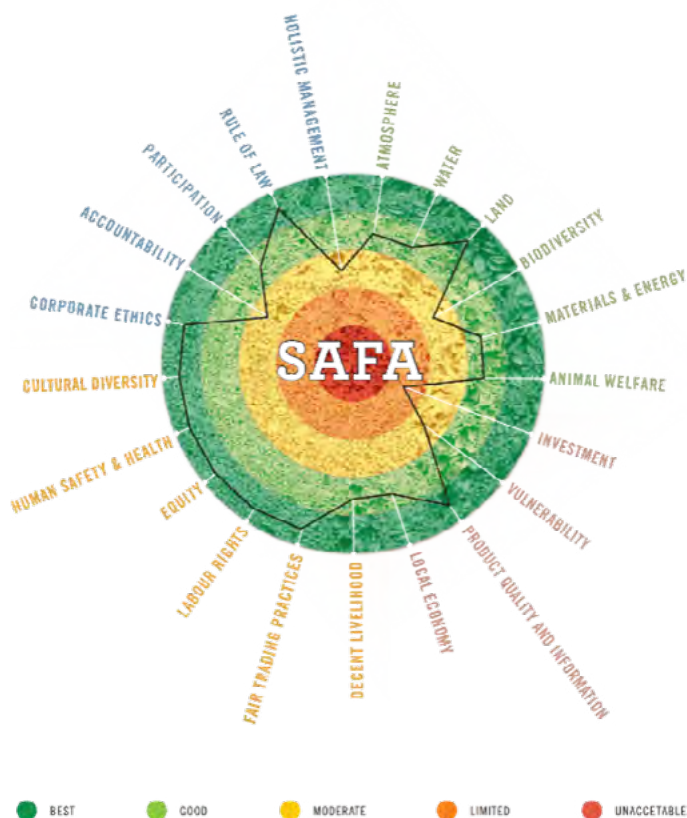 HOLISTIC MANAGEMENT
ATMOSPHERE
WATER
LAND
BIODIVERSITY
MATERIALS & ENERGY
ANIMAL WELFARE
INVESTMENT
VULNERABILITY
PRODUCT QUALITY AND INFORMATION
LOCAL ECONOMY
DECENT LIVELIHOOD
FAIR TRADING PRACTICES
LABOUR RIGHTS
EQUITY
HUMAN SAFETY & HEALTH
CULTURAL DIVERSITY
CORPORATE ETHICS
ACCOUNTABILITY
PARTICIPATION
RULE OF LAW
SAFA
BEST
GOOD
MODERATE
LIMITED
UNACCETABLE